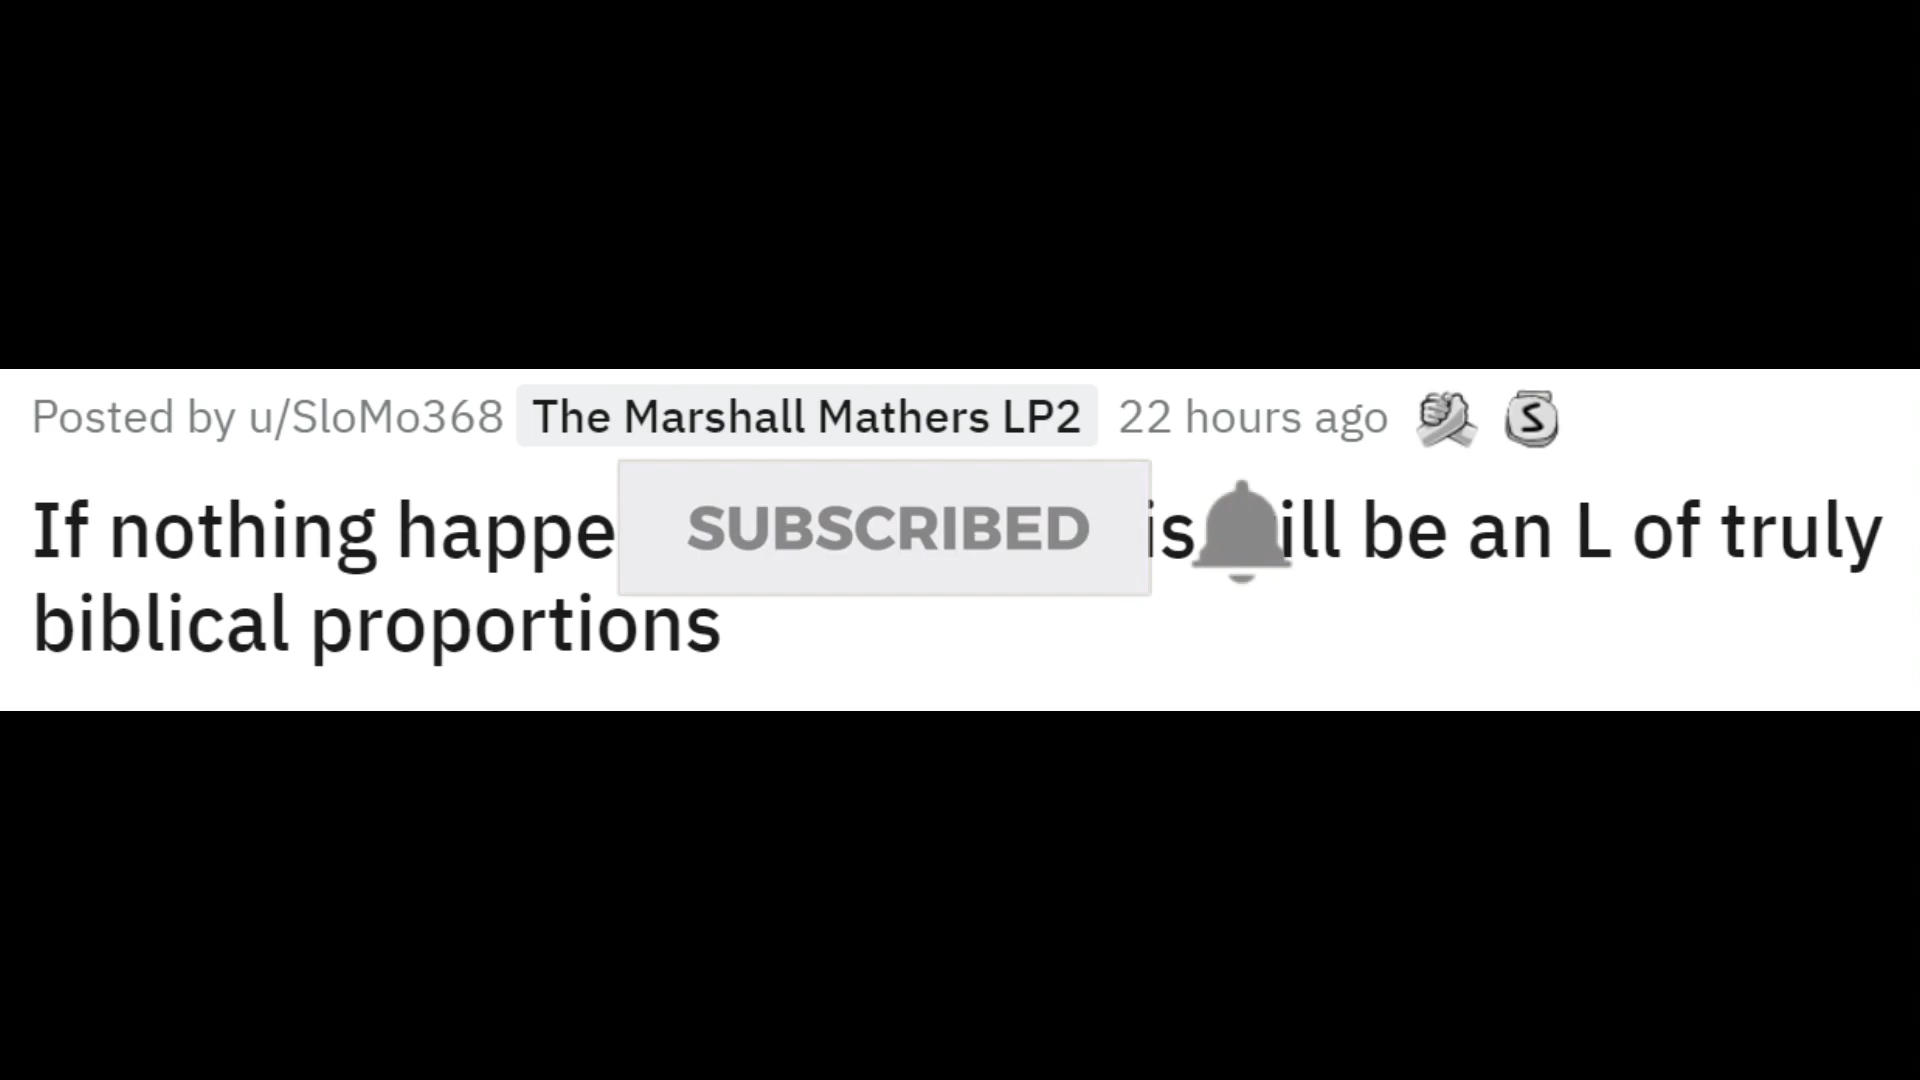 Posted by u/SloMo368 The Marshall Mathers LP2 22 hours ago
If nothing happe SUBSCRIBED is ill be an L of truly
biblical proportions